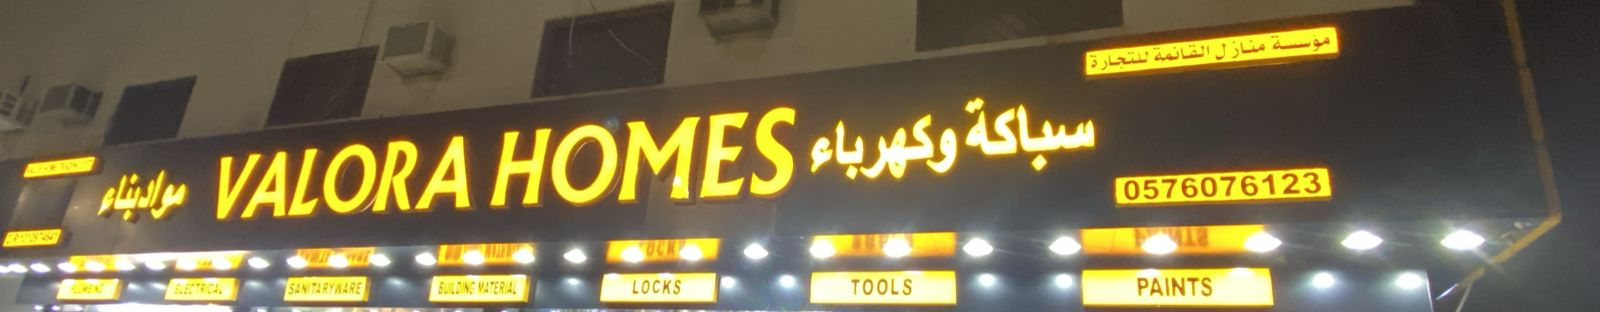 موسسة منازل القائمة للتجارة
سباكة وكهرباء VALORA HOMES مواد بناء
0576076123
PLUMBING
ELECTRICAL
SANITARYWARE
BUILDING MATERIAL
LOCKS
TOOLS
PAINTS